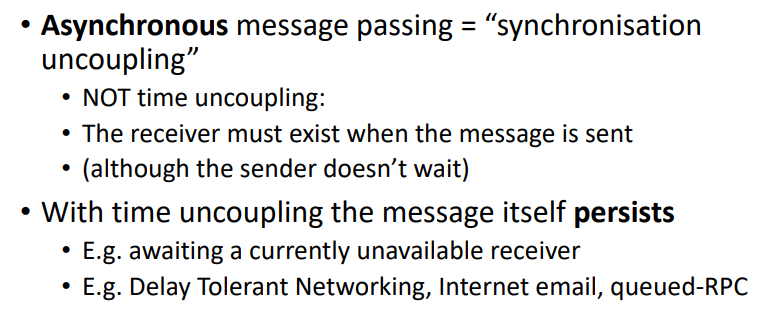 • Asynchronous message passing = “synchronisation
uncoupling”
• NOT time uncoupling:
• The receiver must exist when the message is sent
• (although the sender doesn’t wait)
• With time uncoupling the message itself persists
• E.g. awaiting a currently unavailable receiver
• E.g. Delay Tolerant Networking, Internet email, queued-RPC